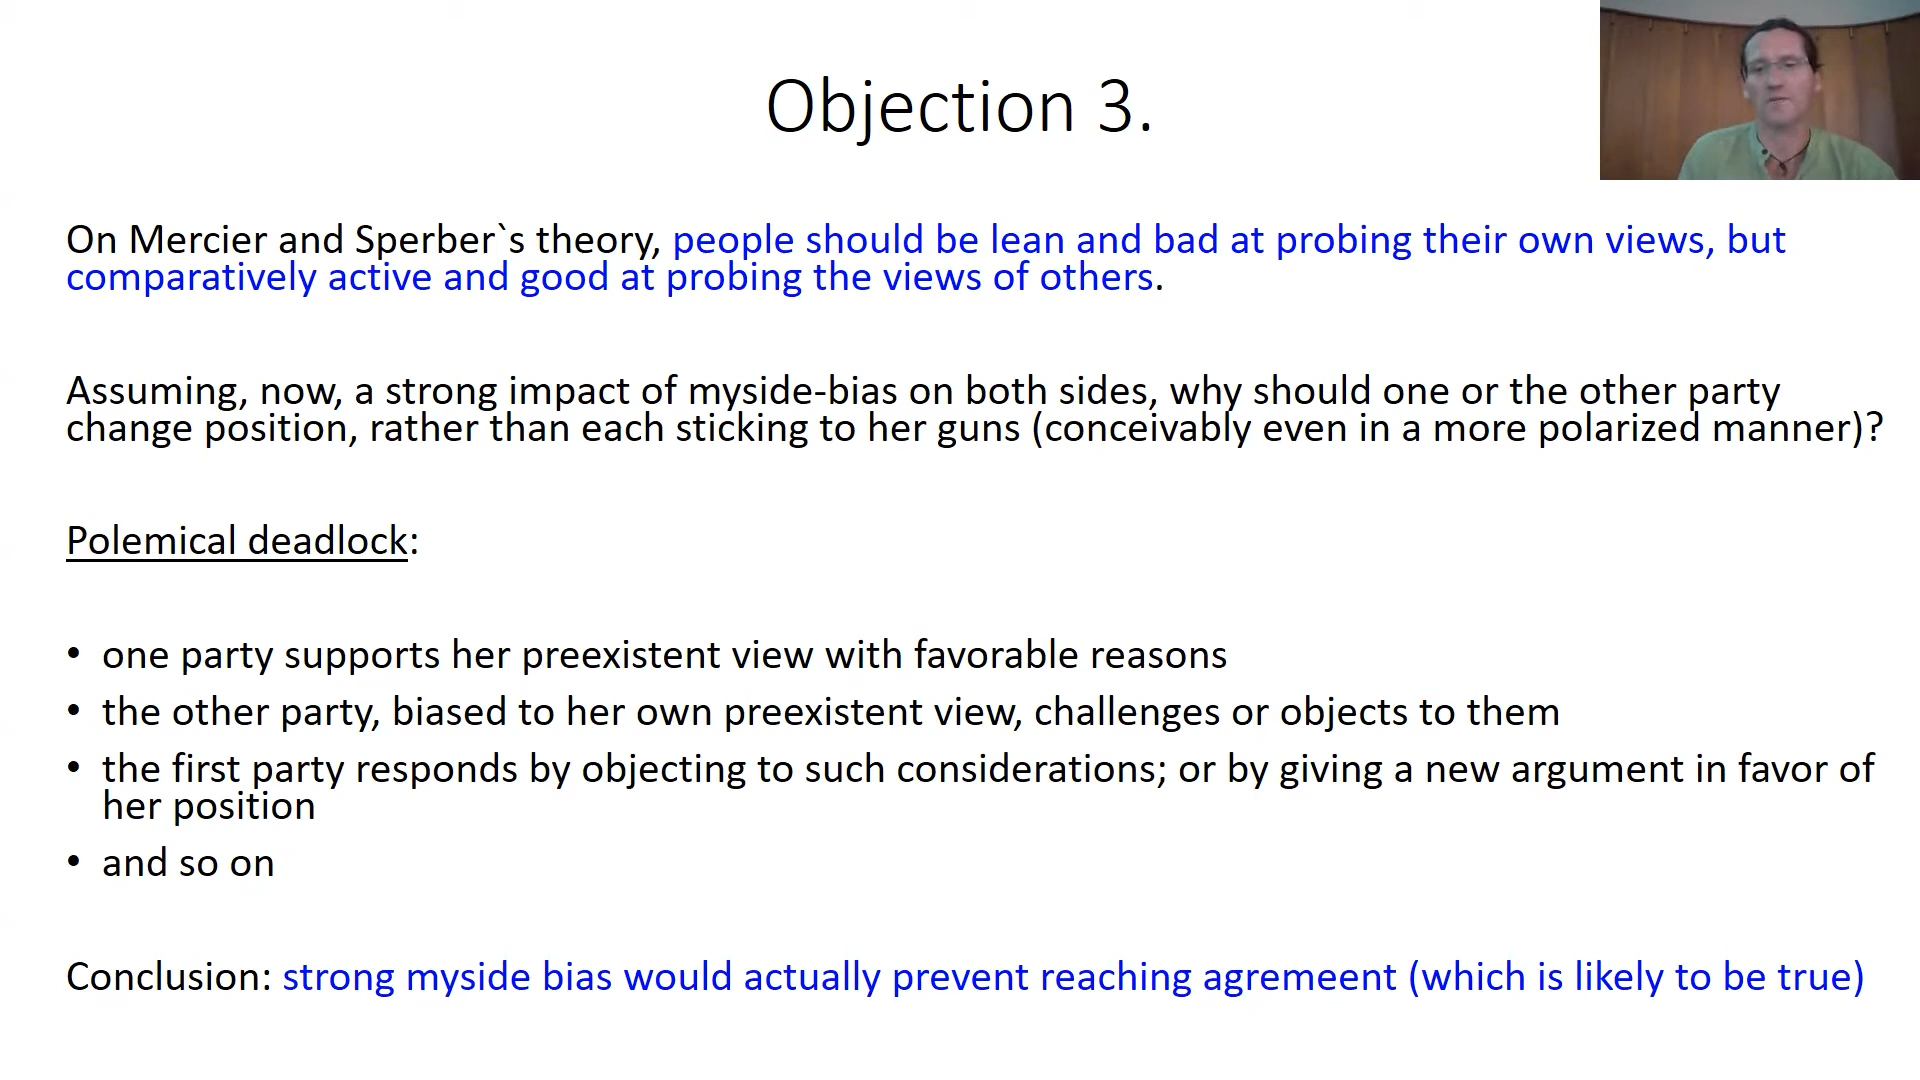 Objection 3.
On Mercier and Sperber`s theory, people should be lean and bad at probing their own views, but
comparatively active and good at probing the views of others.
Assuming, now, a strong impact of myside-bias on both sides, why should one or the other party
change position, rather than each sticking to her guns (conceivably even in a more polarized manner)?
Polemical deadlock:
• one party supports her preexistent view with favorable reasons
• the other party, biased to her own preexistent view, challenges or objects to them
• the first party responds by objecting to such considerations; or by giving a new argument in favor of
her position
• and so on
Conclusion: strong myside bias would actually prevent reaching agremeent (which is likely to be true)